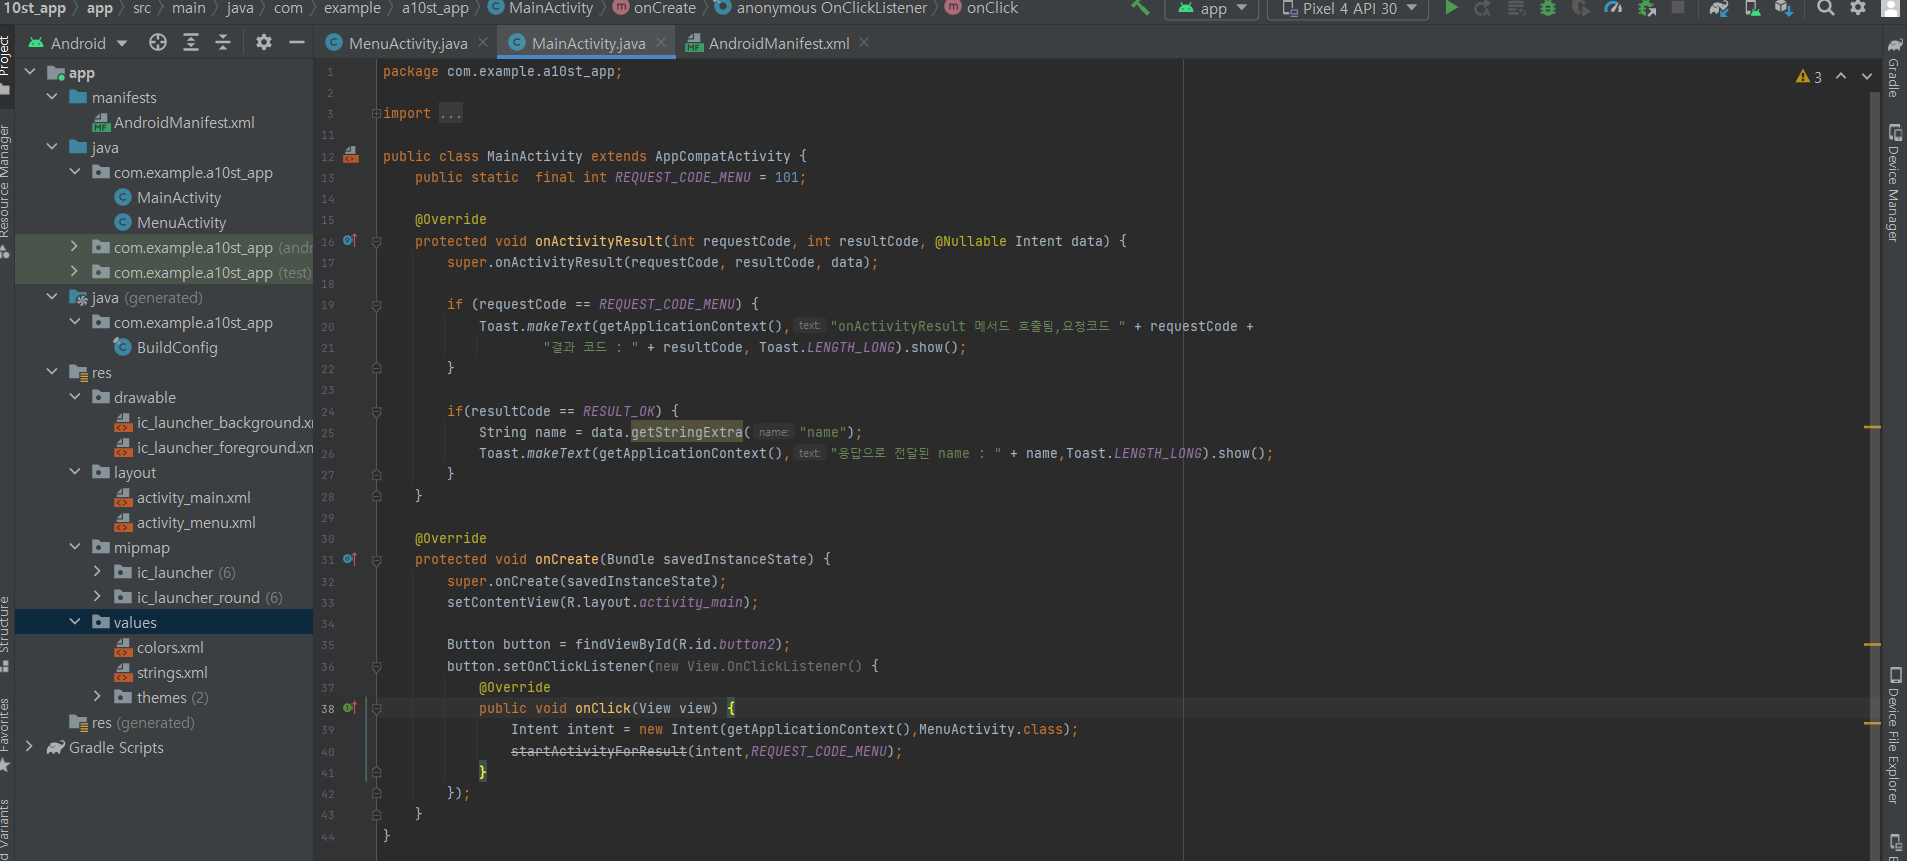 10st_app app src main java com example a10st_app MainActivity onCreate anonymous OnClickListener onClick app Pixel 4 API 30
Android MenuActivity.java MainActivity.java AndroidManifest.xml
Project
Resource Manager
Structure
Favorites
app
manifests
AndroidManifest.xml
java
com.example.a10st_app
MainActivity
MenuActivity
com.example.a10st_app (andr
com.example.a10st_app (test)
java (generated)
com.example.a10st_app
BuildConfig
res
drawable
ic_launcher_background.xr
ic_launcher_foreground.xm
layout
activity_main.xml
activity_menu.xml
mipmap
ic_launcher (6)
ic_launcher_round (6)
values
colors.xml
strings.xml
themes (2)
res (generated)
Gradle Scripts
1 package com.example.a10st_app;
2
3 import ...
11
12 public class MainActivity extends AppCompatActivity {
13 public static  final int REQUEST_CODE_MENU = 101;
14
15 @Override
16 protected void onActivityResult(int requestCode, int resultCode, @Nullable Intent data) {
17 super.onActivityResult(requestCode, resultCode, data);
18
19 if (requestCode == REQUEST_CODE_MENU) {
20 Toast.makeText(getApplicationContext(), text: "onActivityResult 메서드 호출됨,요청코드 " + requestCode +
21 "결과 코드 : " + resultCode, Toast.LENGTH_LONG).show();
22 }
23
24 if(resultCode == RESULT_OK) {
25 String name = data.getStringExtra( name: "name");
26 Toast.makeText(getApplicationContext(), text: "응답으로 전달된 name : " + name,Toast.LENGTH_LONG).show();
27 }
28 }
29
30 @Override
31 protected void onCreate(Bundle savedInstanceState) {
32 super.onCreate(savedInstanceState);
33 setContentView(R.layout.activity_main);
34
35 Button button = findViewById(R.id.button2);
36 button.setOnClickListener(new View.OnClickListener() {
37 @Override
38 public void onClick(View view) {
39 Intent intent = new Intent(getApplicationContext(),MenuActivity.class);
40 startActivityForResult(intent,REQUEST_CODE_MENU);
41 }
42 });
43 }
44 }
3
Gradle
Device Manager
Device File Explorer